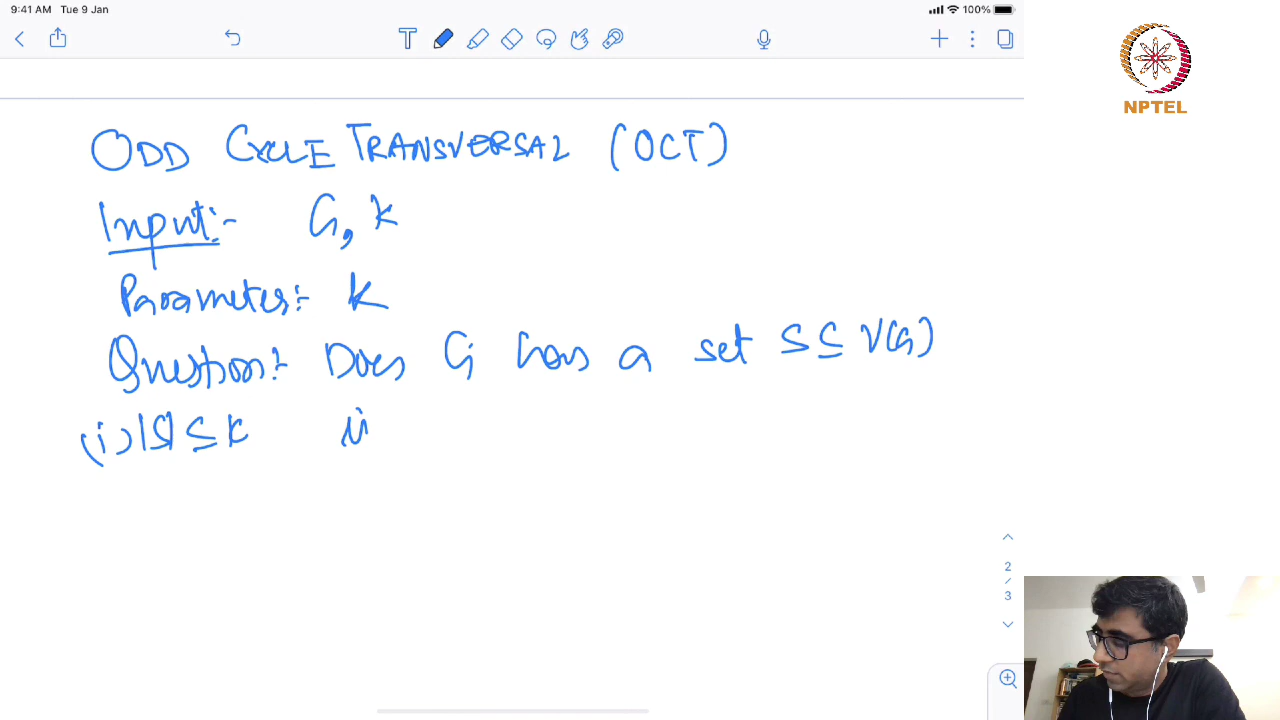 9:41 AM Tue 9 Jan
100%
NPTEL
ODD CYCLE TRANSVERSAL (OCT)
Input:- G, k
Parameter:- k
Question:- Does G has a set S ⊆ V(G)
(i) |S| ≤ k ii
2
/
3